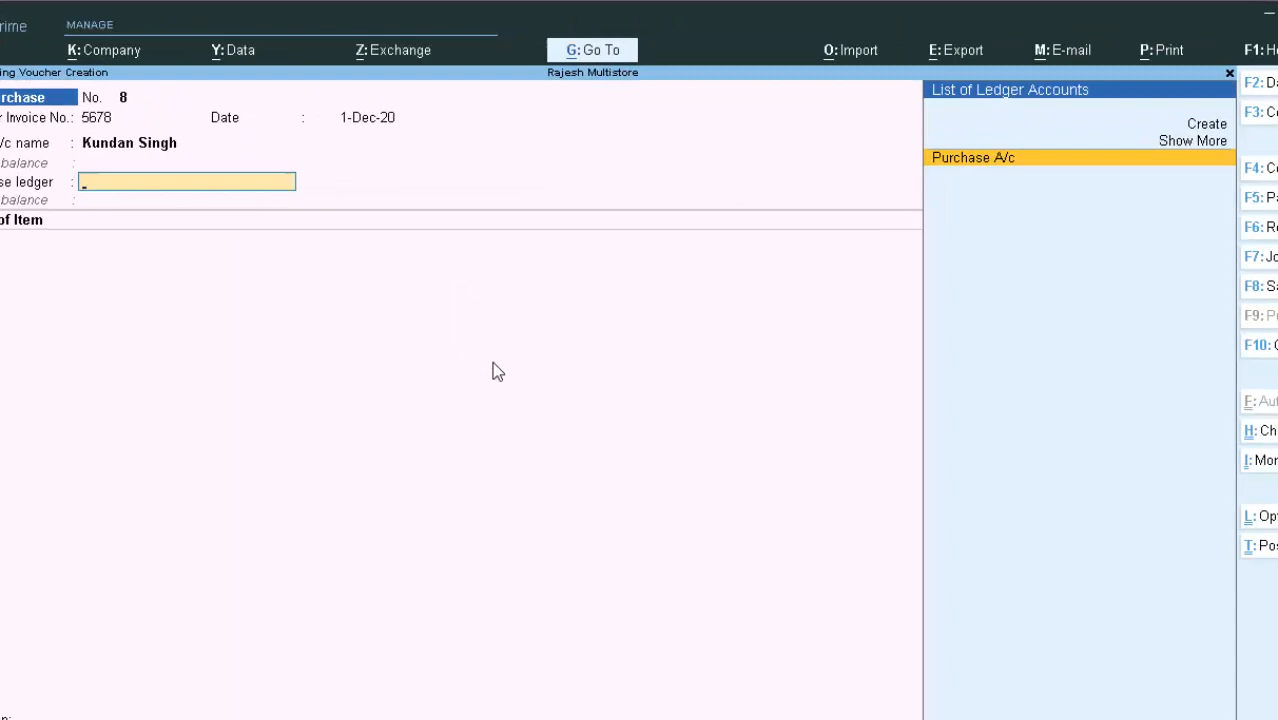 rime
MANAGE
K: Company Y: Data Z: Exchange G: Go To O: Import E: Export M: E-mail P: Print F1: He
ing Voucher Creation Rajesh Multistore
rchase No. 8
r Invoice No.: 5678 Date : 1-Dec-20
/c name : Kundan Singh
balance :
se ledger :
balance :
of Item
List of Ledger Accounts
Create
Show More
Purchase A/c
F2: Da
F3: Co
F4: Co
F5: Pa
F6: Re
F7: Jo
F8: Sa
F9: Pu
F10: O
F: Aut
H: Ch
I: Mor
L: Opt
T: Pos